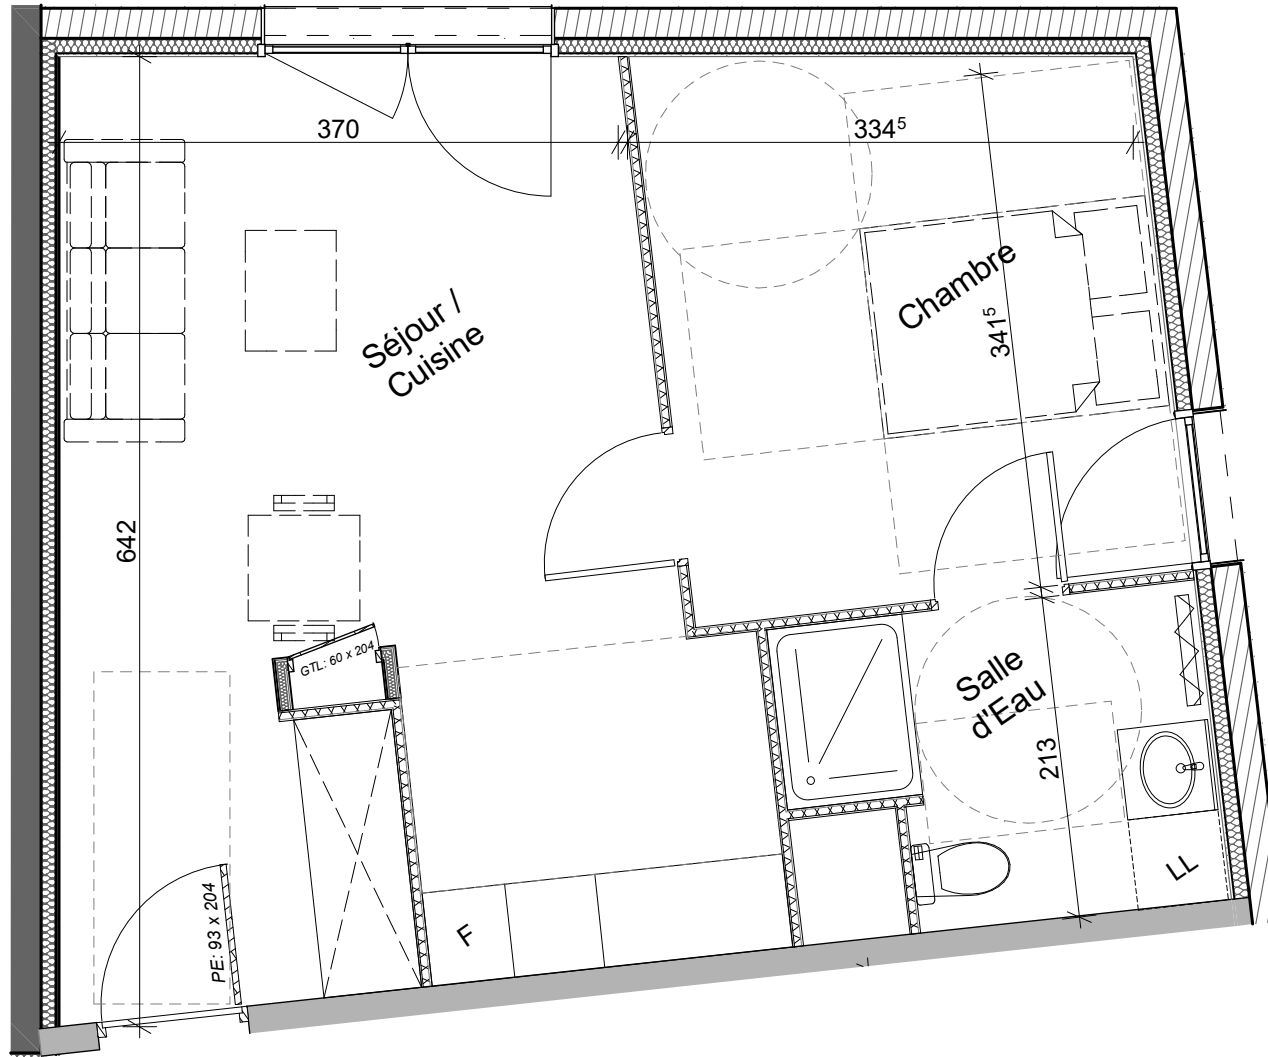 370
334⁵
Séjour /
Cuisine
Chambre
341⁵
642
GTL: 60 x 204
Salle
d'Eau
213
PE: 93 x 204
F
LL